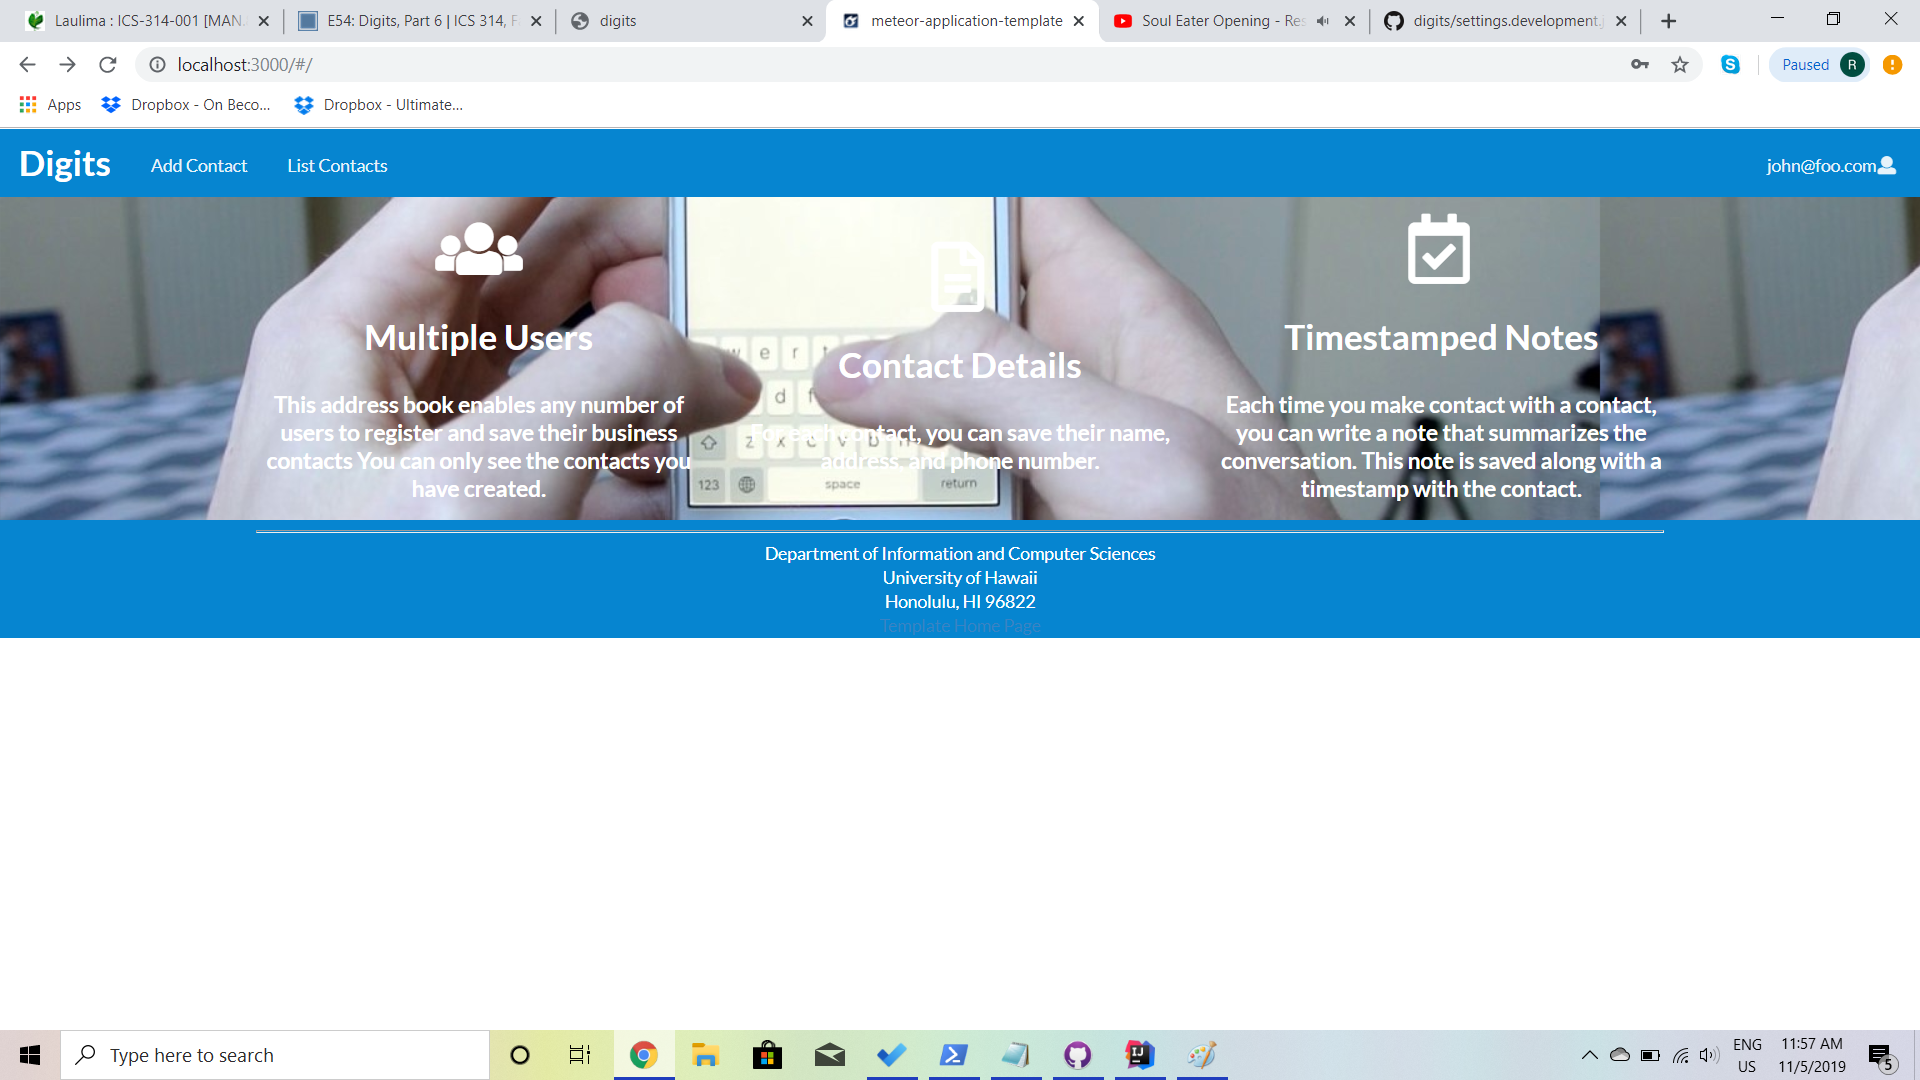 Laulima : ICS-314-001 [MAN.
E54: Digits, Part 6 | ICS 314, F
digits
meteor-application-template
Soul Eater Opening - Res
digits/settings.development.j
localhost:3000/#/
Paused
R
Apps
Dropbox - On Beco...
Dropbox - Ultimate...
Digits
Add Contact
List Contacts
john@foo.com
Multiple Users
This address book enables any number of
users to register and save their business
contacts You can only see the contacts you
have created.
Contact Details
For each contact, you can save their name,
address, and phone number.
Timestamped Notes
Each time you make contact with a contact,
you can write a note that summarizes the
conversation. This note is saved along with a
timestamp with the contact.
w e r t
d f
z x c v b n
123 space return
Department of Information and Computer Sciences
University of Hawaii
Honolulu, HI 96822
Template Home Page
Type here to search
ENG
US
11:57 AM
11/5/2019
5